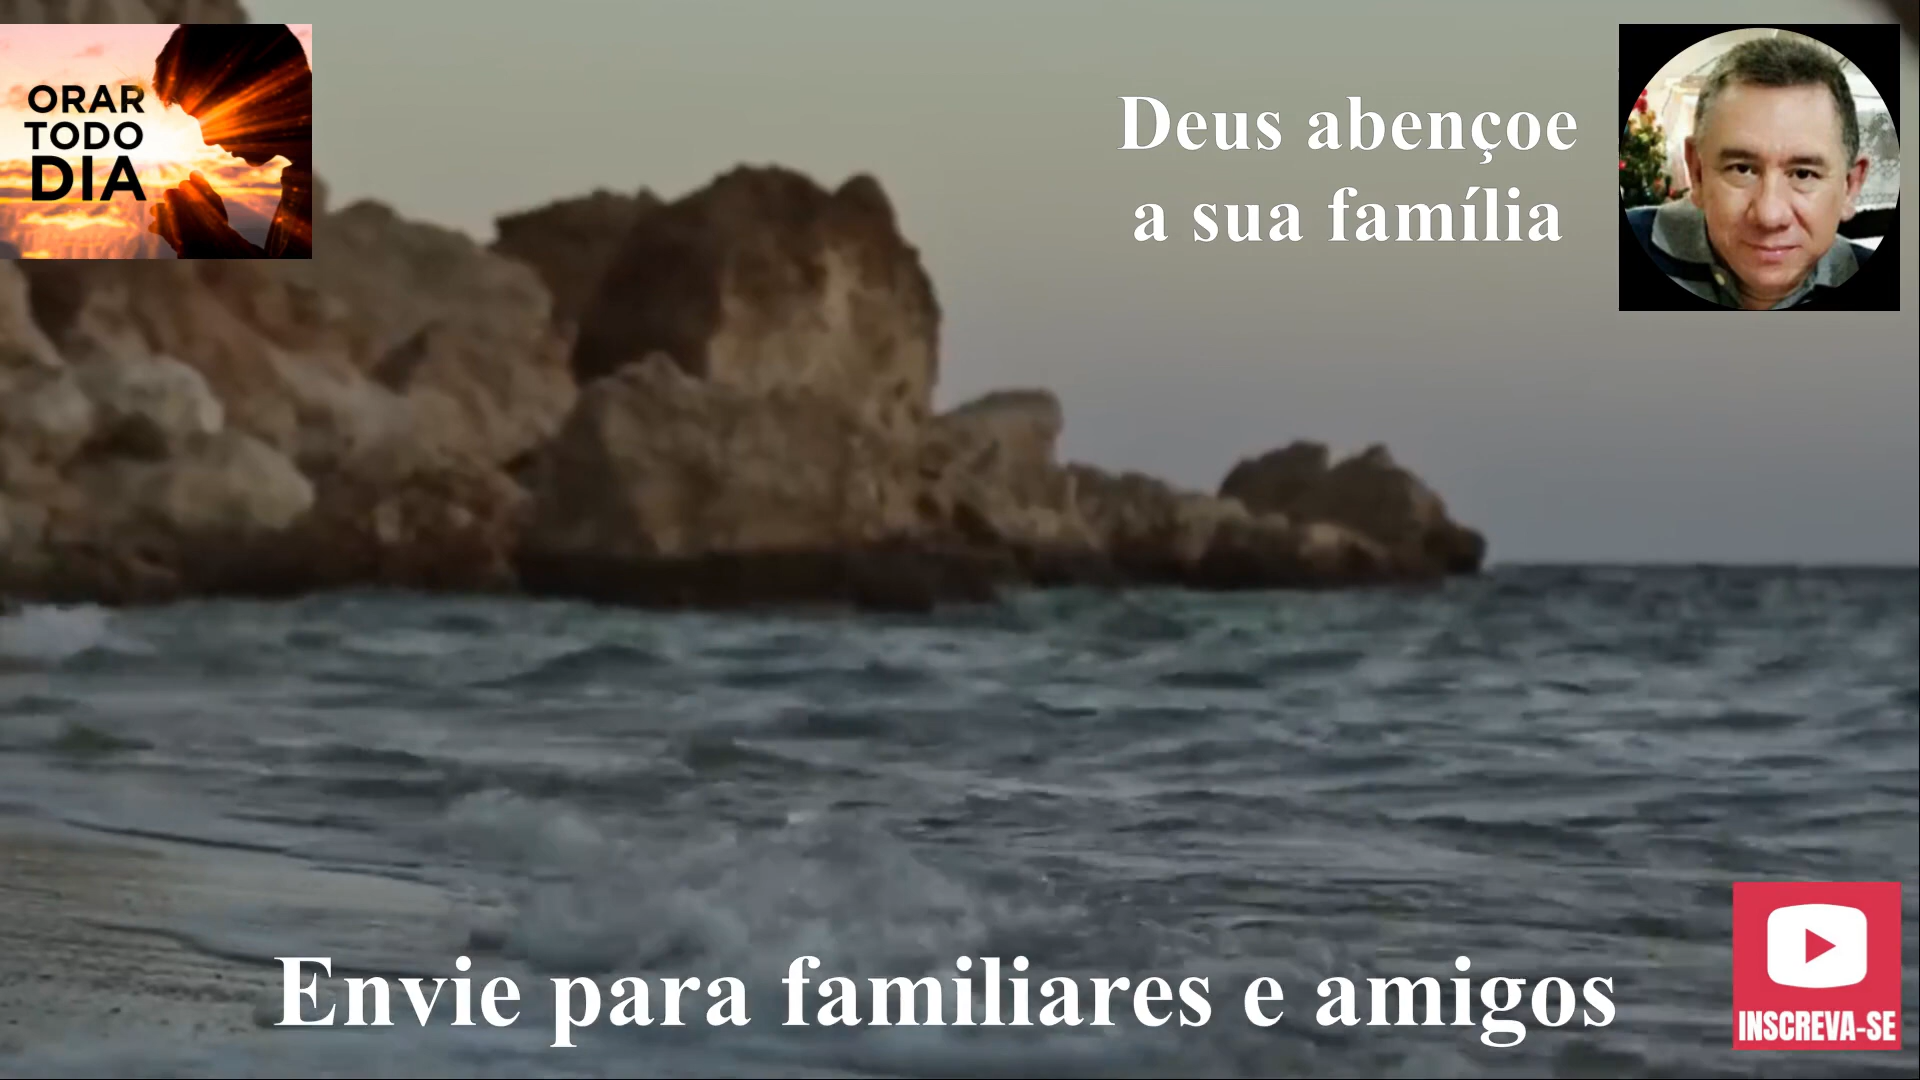 ORAR
TODO
DIA
Deus abençoe
a sua família
Envie para familiares e amigos
INSCREVA-SE